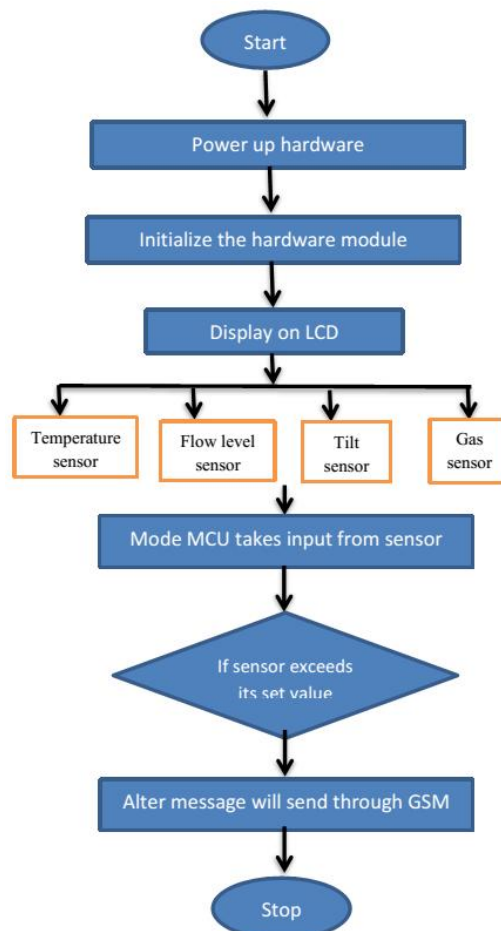 Start
Power up hardware
Initialize the hardware module
Display on LCD
Temperature
sensor
Flow level
sensor
Tilt
sensor
Gas
sensor
Mode MCU takes input from sensor
If sensor exceeds
its set value
Alter message will send through GSM
Stop